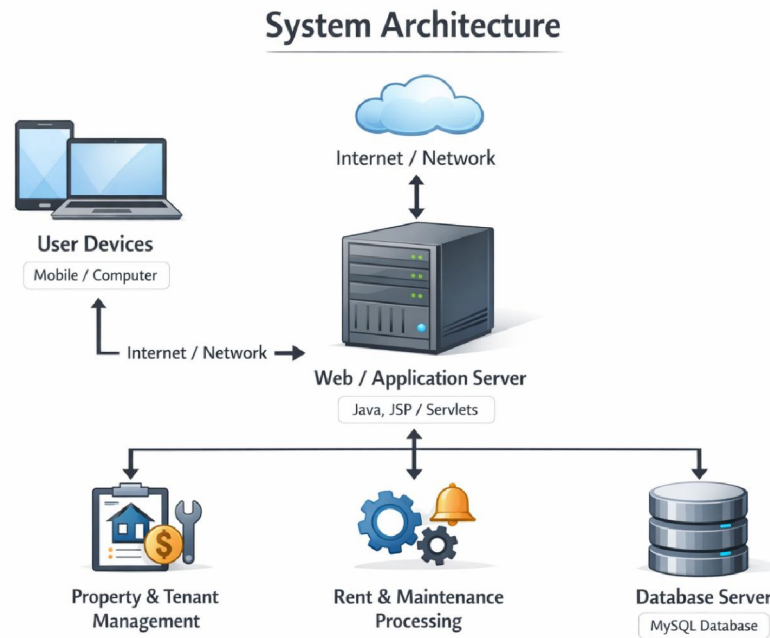 System Architecture
Internet / Network
User Devices
Mobile / Computer
Internet / Network
Web / Application Server
Java, JSP / Servlets
$
Property & Tenant
Management
Rent & Maintenance
Processing
Database Server
MySQL Database